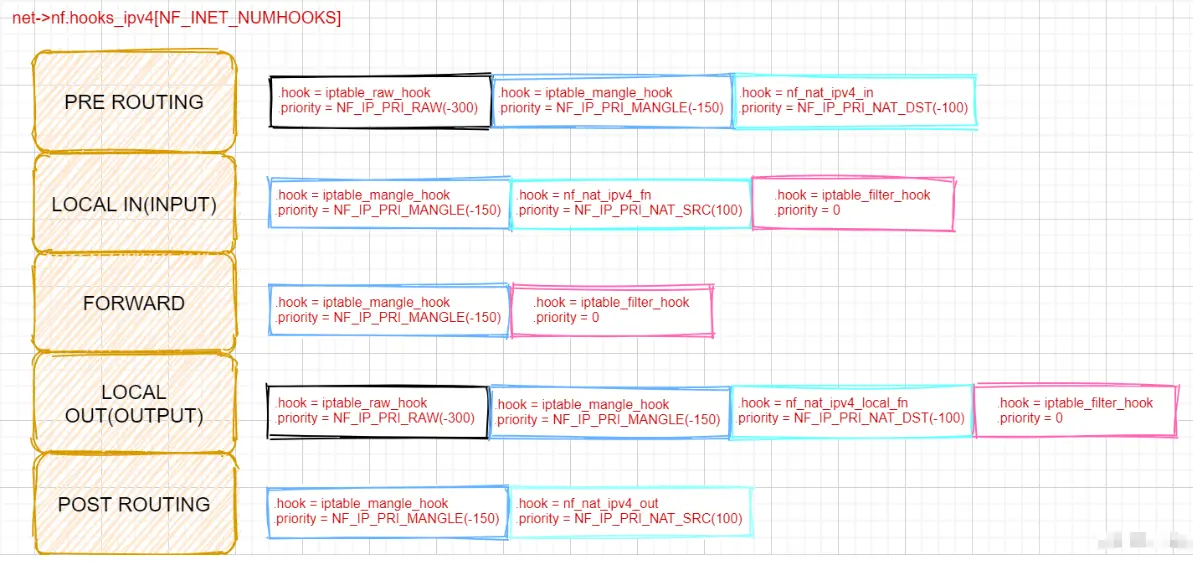 net->nf.hooks_ipv4[NF_INET_NUMHOOKS]
PRE ROUTING
.hook = iptable_raw_hook
.priority = NF_IP_PRI_RAW(-300)
.hook = iptable_mangle_hook
.priority = NF_IP_PRI_MANGLE(-150)
.hook = nf_nat_ipv4_in
.priority = NF_IP_PRI_NAT_DST(-100)
LOCAL IN(INPUT)
.hook = iptable_mangle_hook
.priority = NF_IP_PRI_MANGLE(-150)
.hook = nf_nat_ipv4_fn
.priority = NF_IP_PRI_NAT_SRC(100)
.hook = iptable_filter_hook
.priority = 0
FORWARD
.hook = iptable_mangle_hook
.priority = NF_IP_PRI_MANGLE(-150)
.hook = iptable_filter_hook
.priority = 0
LOCAL
OUT(OUTPUT)
.hook = iptable_raw_hook
.priority = NF_IP_PRI_RAW(-300)
.hook = iptable_mangle_hook
.priority = NF_IP_PRI_MANGLE(-150)
.hook = nf_nat_ipv4_local_fn
.priority = NF_IP_PRI_NAT_DST(-100)
.hook = iptable_filter_hook
.priority = 0
POST ROUTING
.hook = iptable_mangle_hook
.priority = NF_IP_PRI_MANGLE(-150)
.hook = nf_nat_ipv4_out
.priority = NF_IP_PRI_NAT_SRC(100)